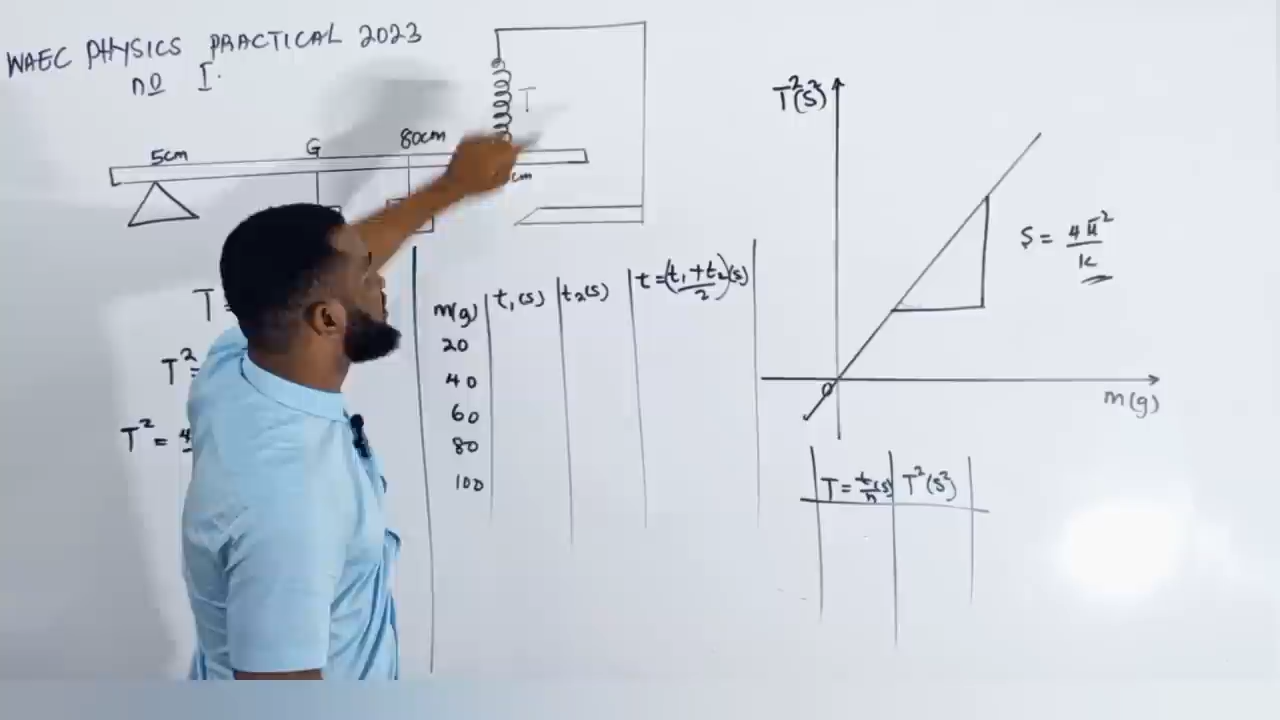 WAEC PHYSICS PRACTICAL 2023
no I.
T
5cm
G
80cm
cm
T =
T² =
T² = 4
m(g) t₁(s) t₂(s) t = (t₁ + t₂ / 2)(s)
20
40
60
80
100
T²(s²)
S = 4π² / k
0
m(g)
T = t/n (s) T²(s²)